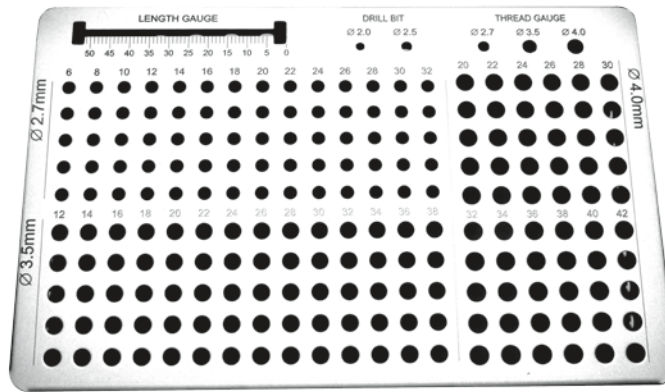 LENGTH GAUGE
50 45 40 35 30 25 20 15 10 5 0
DRILL BIT
Ø 2.0 Ø 2.5
THREAD GAUGE
Ø 2.7 Ø 3.5 Ø 4.0
Ø 2.7mm
6 8 10 12 14 16 18 20 22 24 26 28 30 32
20 22 24 26 28 30
Ø 4.0mm
Ø 3.5mm
12 14 16 18 20 22 24 26 28 30 32 34 36 38
32 34 36 38 40 42